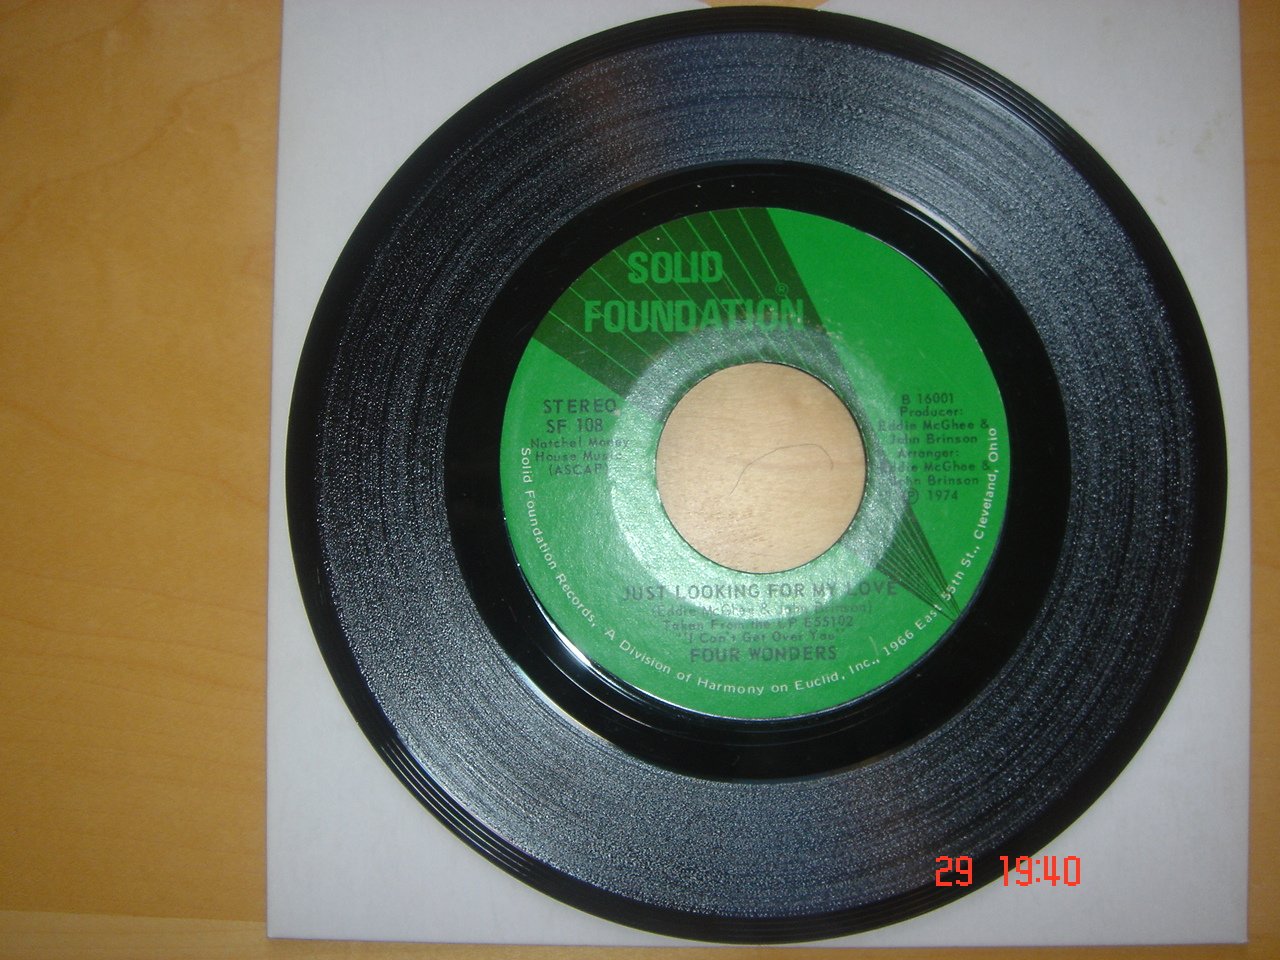 SOLID
FOUNDATION
®
STEREO
SF 108
Natchel Money
House Music
(ASCAP)
B 16001
Producer:
Eddie McGhee &
John Brinson
Arranger:
Eddie McGhee &
John Brinson
℗ 1974
JUST LOOKING FOR MY LOVE
(Eddie McGhee & John Brinson)
Taken From the LP ESS102
"I Can't Get Over You"
FOUR WONDERS
Solid Foundation Records, A Division of Harmony on Euclid, Inc., 1966 East 55th St., Cleveland, Ohio
29 19:40